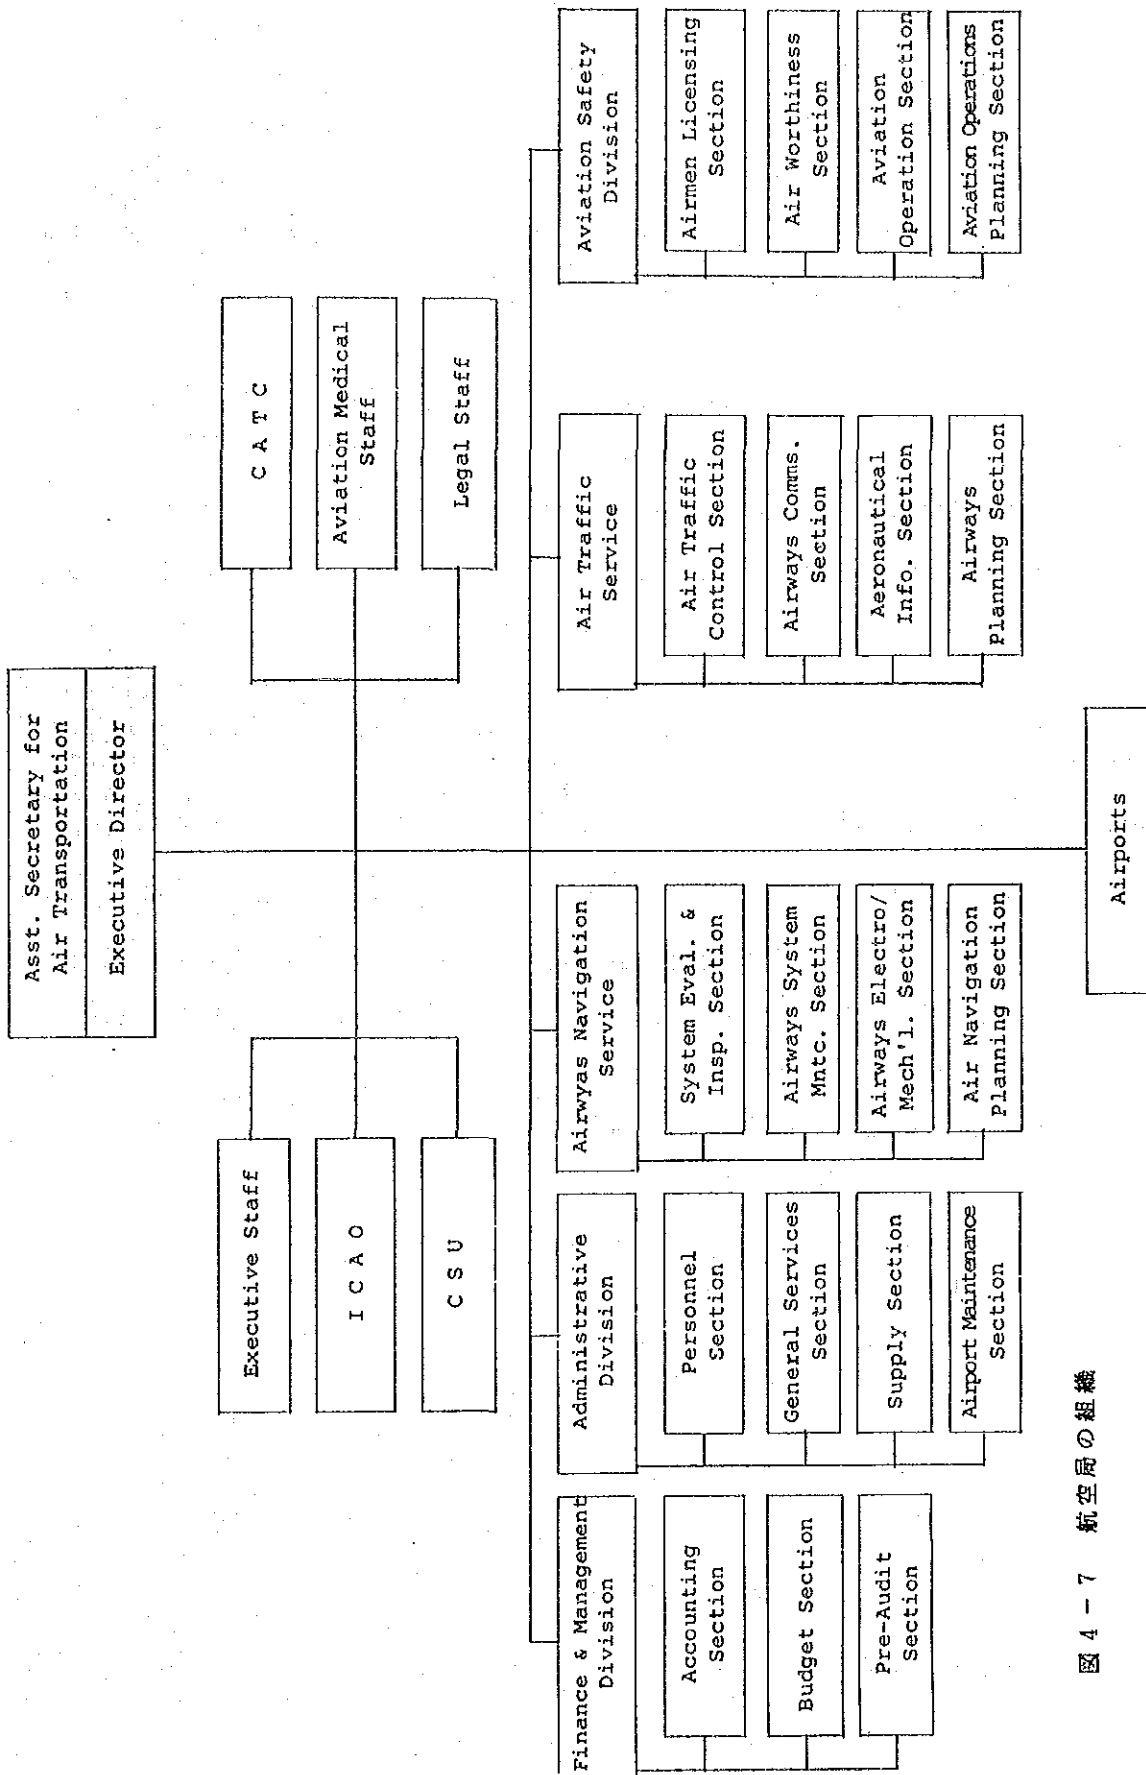 Asst. Secretary for
Air Transportation
Executive Director
Executive Staff
I C A O
C S U
C A T C
Aviation Medical
Staff
Legal Staff
Finance & Management
Division
Accounting
Section
Budget Section
Pre-Audit
Section
Administrative
Division
Personnel
Section
General Services
Section
Supply Section
Airport Maintenance
Section
Airwyas Navigation
Service
System Eval. &
Insp. Section
Airways System
Mntc. Section
Airways Electro/
Mech'l. Section
Air Navigation
Planning Section
Air Traffic
Service
Air Traffic
Control Section
Airways Comms.
Section
Aeronautical
Info. Section
Airways
Planning Section
Aviation Safety
Division
Airmen Licensing
Section
Air Worthiness
Section
Aviation
Operation Section
Aviation Operations
Planning Section
Airports
図 4 - 7 航空局の組織